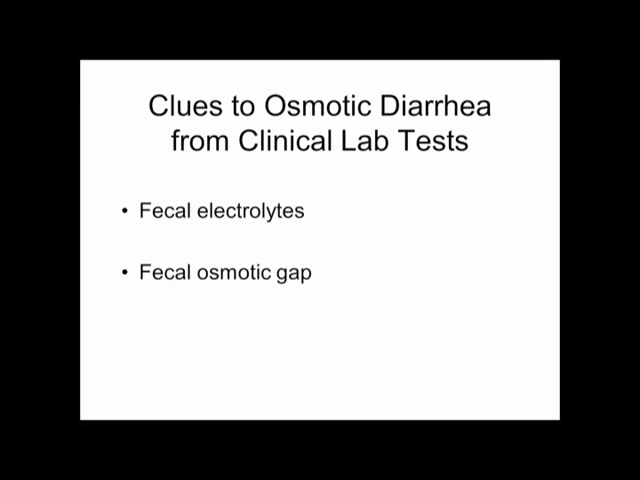 Clues to Osmotic Diarrhea
from Clinical Lab Tests
• Fecal electrolytes
• Fecal osmotic gap